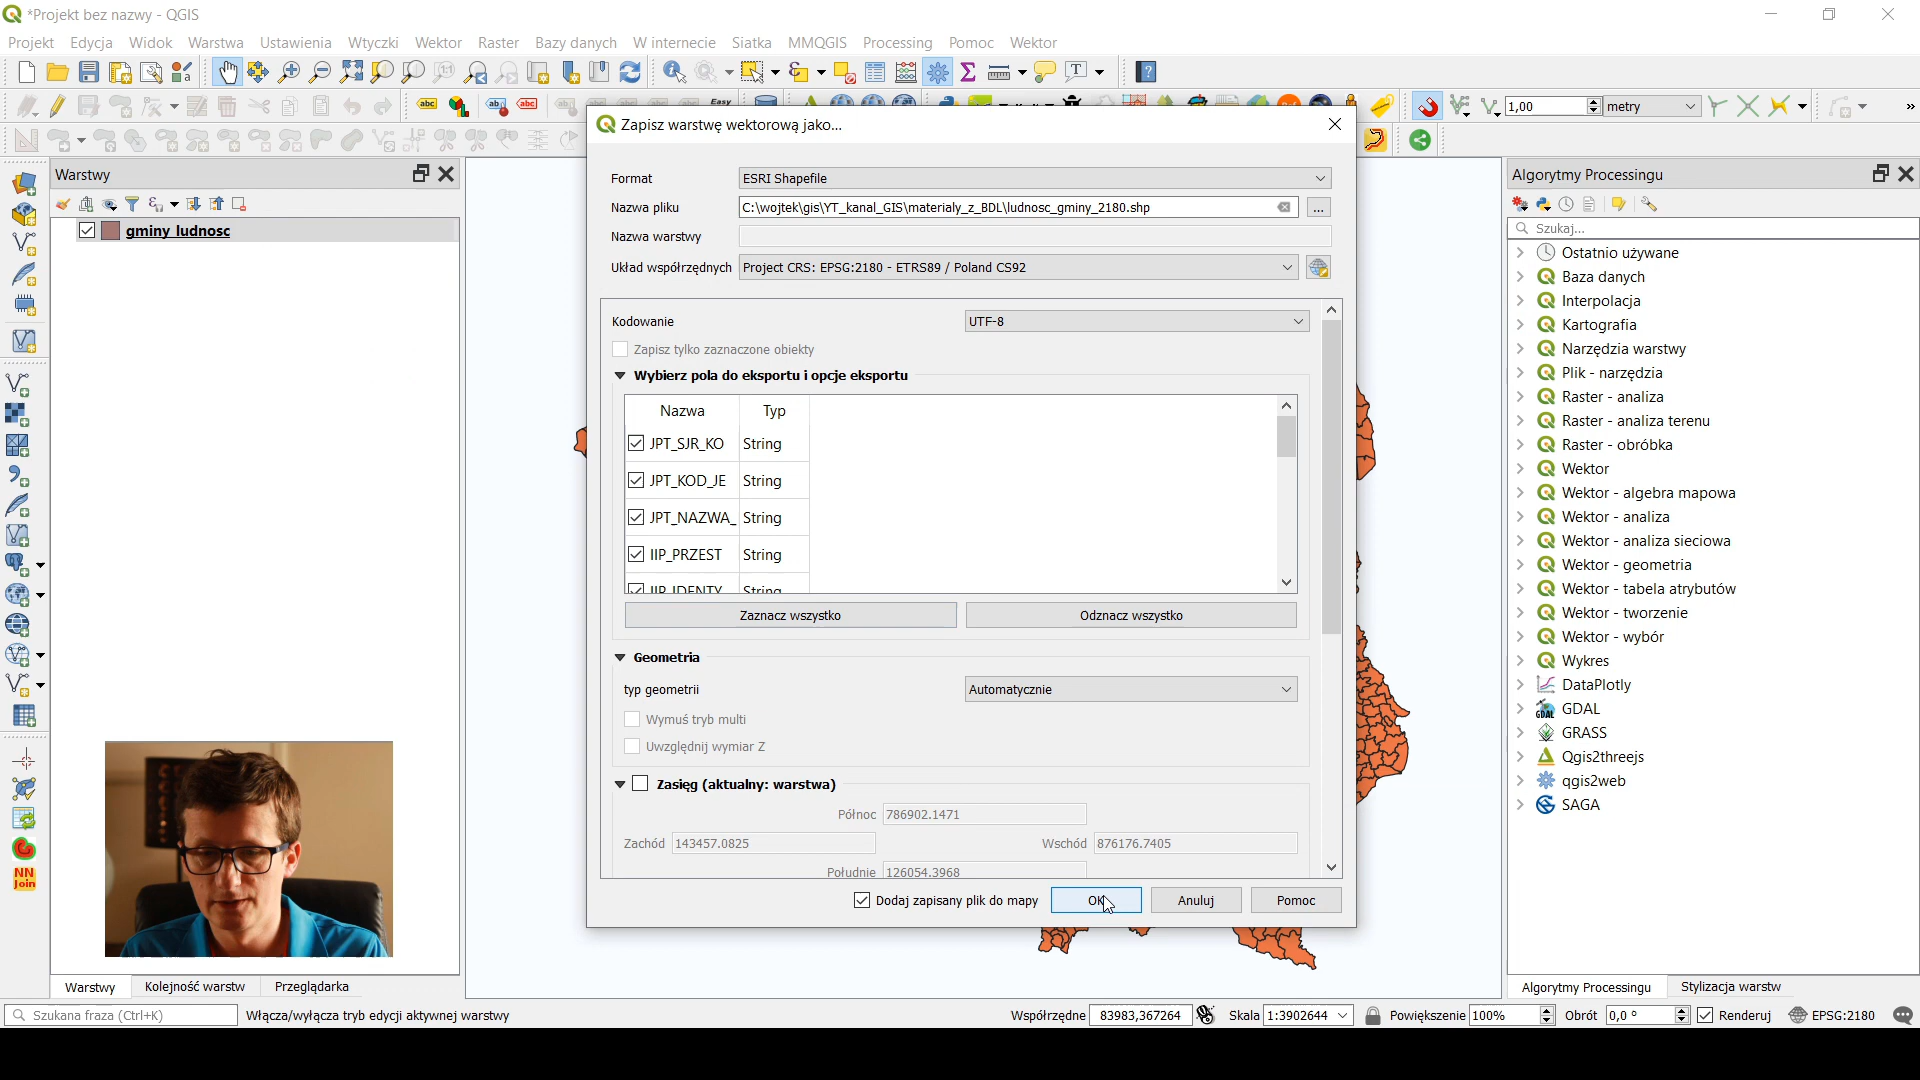 *Projekt bez nazwy - QGIS
Projekt Edycja Widok Warstwa Ustawienia Wtyczki Wektor Raster Bazy danych W internecie Siatka MMQGIS Processing Pomoc Wektor
1,00 metry
Warstwy
gminy ludnosc
Zapisz warstwę wektorową jako...
Format ESRI Shapefile
Nazwa pliku C:\wojtek\gis\YT_kanal_GIS\materialy_z_BDL\ludnosc_gminy_2180.shp ...
Nazwa warstwy
Układ współrzędnych Project CRS: EPSG:2180 - ETRS89 / Poland CS92
Kodowanie UTF-8
Zapisz tylko zaznaczone obiekty
Wybierz pola do eksportu i opcje eksportu
Nazwa Typ
JPT_SJR_KO String
JPT_KOD_JE String
JPT_NAZWA_ String
IIP_PRZEST String
IIP_IDENTY String
Zaznacz wszystko Odznacz wszystko
Geometria
typ geometrii Automatycznie
Wymuś tryb multi
Uwzględnij wymiar Z
Zasięg (aktualny: warstwa)
Północ 786902.1471
Zachód 143457.0825 Wschód 876176.7405
Południe 126054.3968
Dodaj zapisany plik do mapy OK Anuluj Pomoc
Algorytmy Processingu
Szukaj...
Ostatnio używane
Baza danych
Interpolacja
Kartografia
Narzędzia warstwy
Plik - narzędzia
Raster - analiza
Raster - analiza terenu
Raster - obróbka
Wektor
Wektor - algebra mapowa
Wektor - analiza
Wektor - analiza sieciowa
Wektor - geometria
Wektor - tabela atrybutów
Wektor - tworzenie
Wektor - wybór
Wykres
DataPlotly
GDAL
GRASS
Qgis2threejs
qgis2web
SAGA
NN
Join
Warstwy Kolejność warstw Przeglądarka
Algorytmy Processingu Stylizacja warstw
Szukana fraza (Ctrl+K) Włącza/wyłącza tryb edycji aktywnej warstwy Współrzędne 83983,367264 Skala 1:3902644 Powiększenie 100% Obrót 0,0 ° Renderuj EPSG:2180